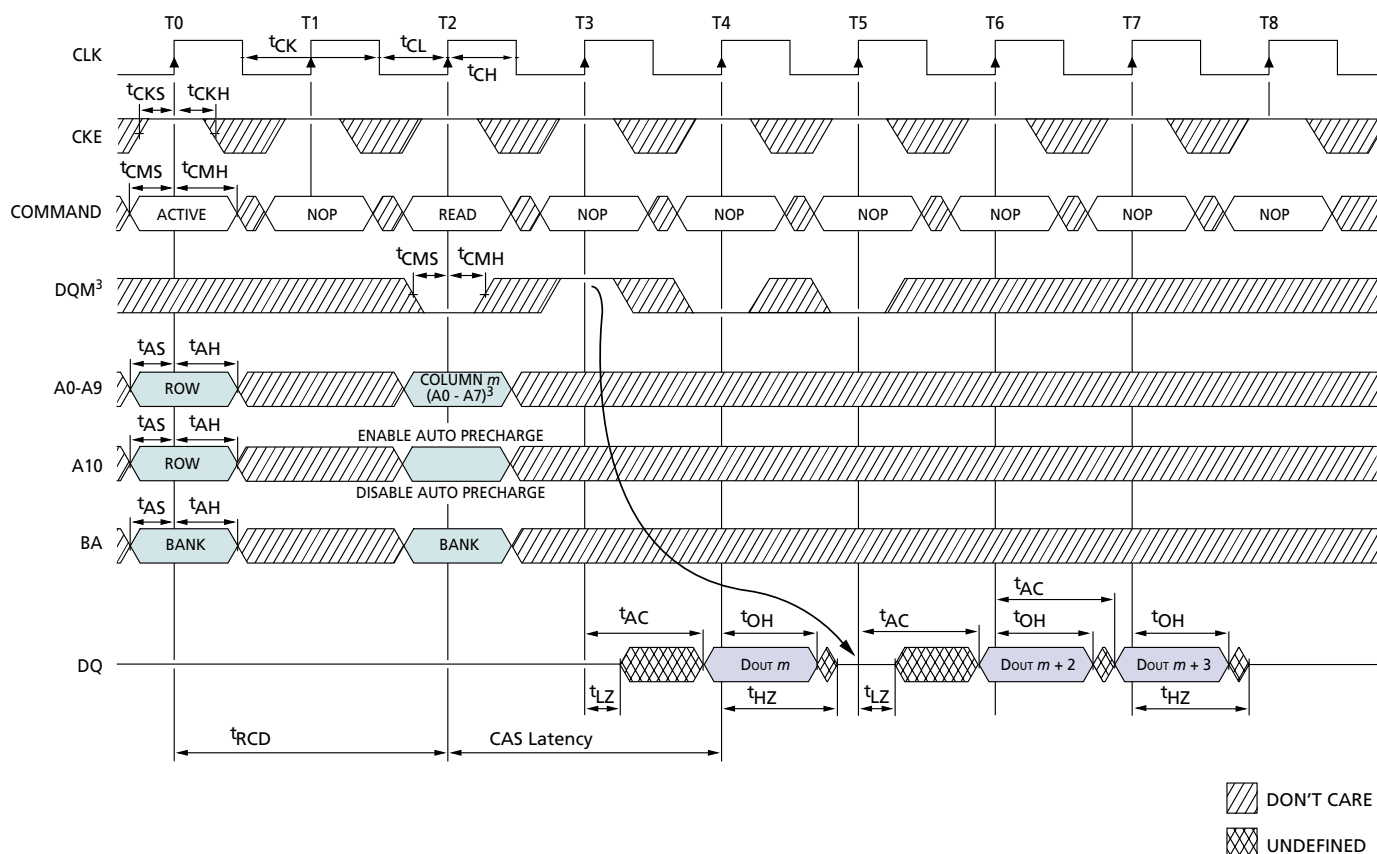 T0 T1 T2 T3 T4 T5 T6 T7 T8
CLK tCK tCL tCH
tCKS tCKH
CKE
tCMS tCMH
COMMAND ACTIVE NOP READ NOP NOP NOP NOP NOP NOP
tCMS tCMH
DQM3
tAS tAH
A0-A9 ROW COLUMN m
(A0 - A7)3
tAS tAH ENABLE AUTO PRECHARGE
A10 ROW
DISABLE AUTO PRECHARGE
tAS tAH
BA BANK BANK
tAC tOH tAC tAC tOH tOH
DQ DOUT m DOUT m + 2 DOUT m + 3
tLZ tHZ tLZ tHZ
tRCD CAS Latency
DON'T CARE
UNDEFINED